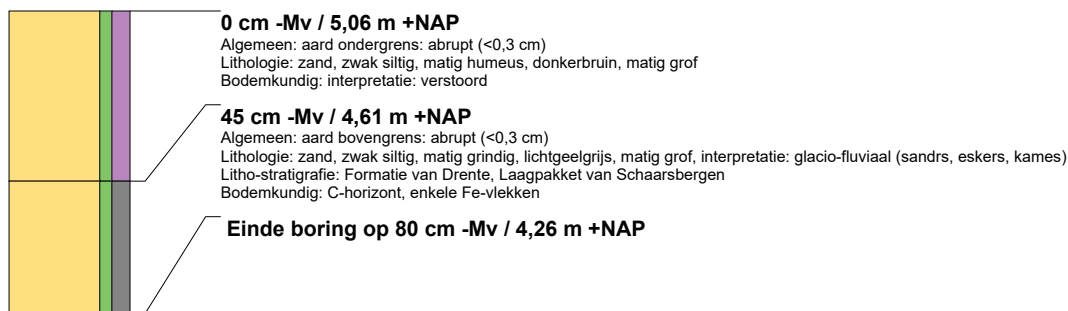 0 cm -Mv / 5,06 m +NAP
Algemeen: aard ondergrens: abrupt (<0,3 cm)
Lithologie: zand, zwak siltig, matig humeus, donkerbruin, matig grof
Bodemkundig: interpretatie: verstoord
45 cm -Mv / 4,61 m +NAP
Algemeen: aard bovengrens: abrupt (<0,3 cm)
Lithologie: zand, zwak siltig, matig grindig, lichtgeelgrijs, matig grof, interpretatie: glacio-fluviaal (sandrs, eskers, kames)
Litho-stratigrafie: Formatie van Drente, Laagpakket van Schaarsbergen
Bodemkundig: C-horizont, enkele Fe-vlekken
Einde boring op 80 cm -Mv / 4,26 m +NAP